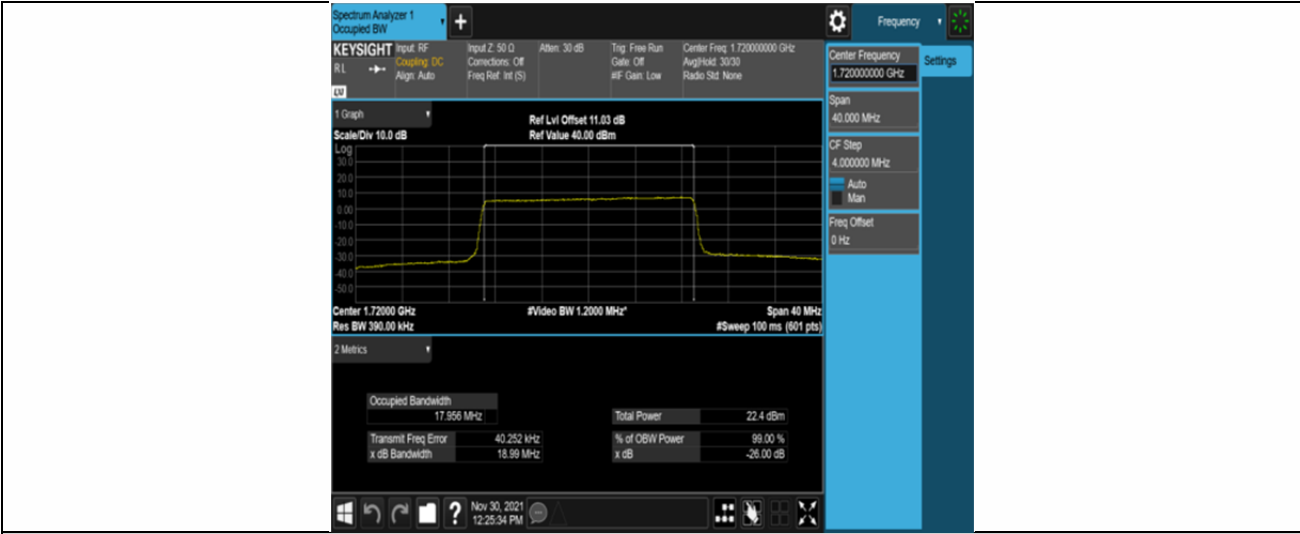 Spectrum Analyzer 1
Occupied BW
Frequency
KEYSIGHT
R L
Input: RF
Coupling: DC
Align: Auto
Input Z: 50 Ω
Corrections: Off
Freq Ref: Int (S)
Atten: 30 dB
Trig: Free Run
Gate: Off
#IF Gain: Low
Center Freq: 1.720000000 GHz
Avg|Hold: 30/30
Radio Std: None
LXI
1 Graph
Scale/Div 10.0 dB
Ref Lvl Offset 11.03 dB
Ref Value 40.00 dBm
Log
30.0
20.0
10.0
0.00
-10.0
-20.0
-30.0
-40.0
-50.0
Center 1.72000 GHz
Res BW 390.00 kHz
#Video BW 1.2000 MHz*
Span 40 MHz
#Sweep 100 ms (601 pts)
2 Metrics
Occupied Bandwidth
17.956 MHz
Total Power 22.4 dBm
Transmit Freq Error 40.252 kHz
% of OBW Power 99.00 %
x dB Bandwidth 18.99 MHz
x dB -26.00 dB
Center Frequency
1.720000000 GHz
Settings
Span
40.000 MHz
CF Step
4.000000 MHz
Auto
Man
Freq Offset
0 Hz
?
Nov 30, 2021
12:25:34 PM